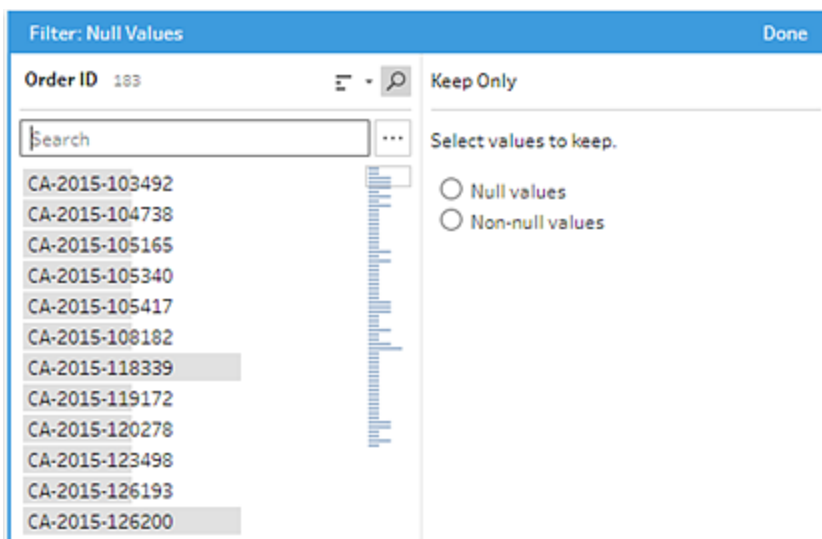 Filter: Null Values Done
Order ID 183
Keep Only
Search ...
Select values to keep.
Null values
Non-null values
CA-2015-103492
CA-2015-104738
CA-2015-105165
CA-2015-105340
CA-2015-105417
CA-2015-108182
CA-2015-118339
CA-2015-119172
CA-2015-120278
CA-2015-123498
CA-2015-126193
CA-2015-126200